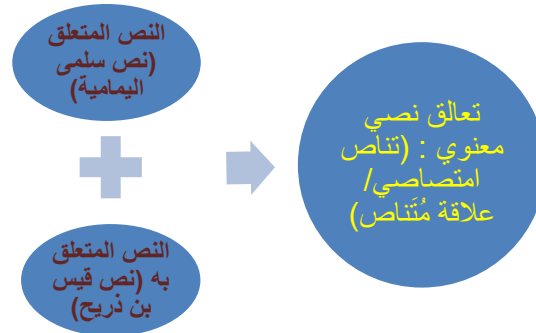 النص المتعلق
(نص سلمى
اليمامية)
النص المتعلق
به (نص قيس
بن ذريح)
تعالق نصي
معنوي : (تناص
امتصاصي/
علاقة مُتَناص)